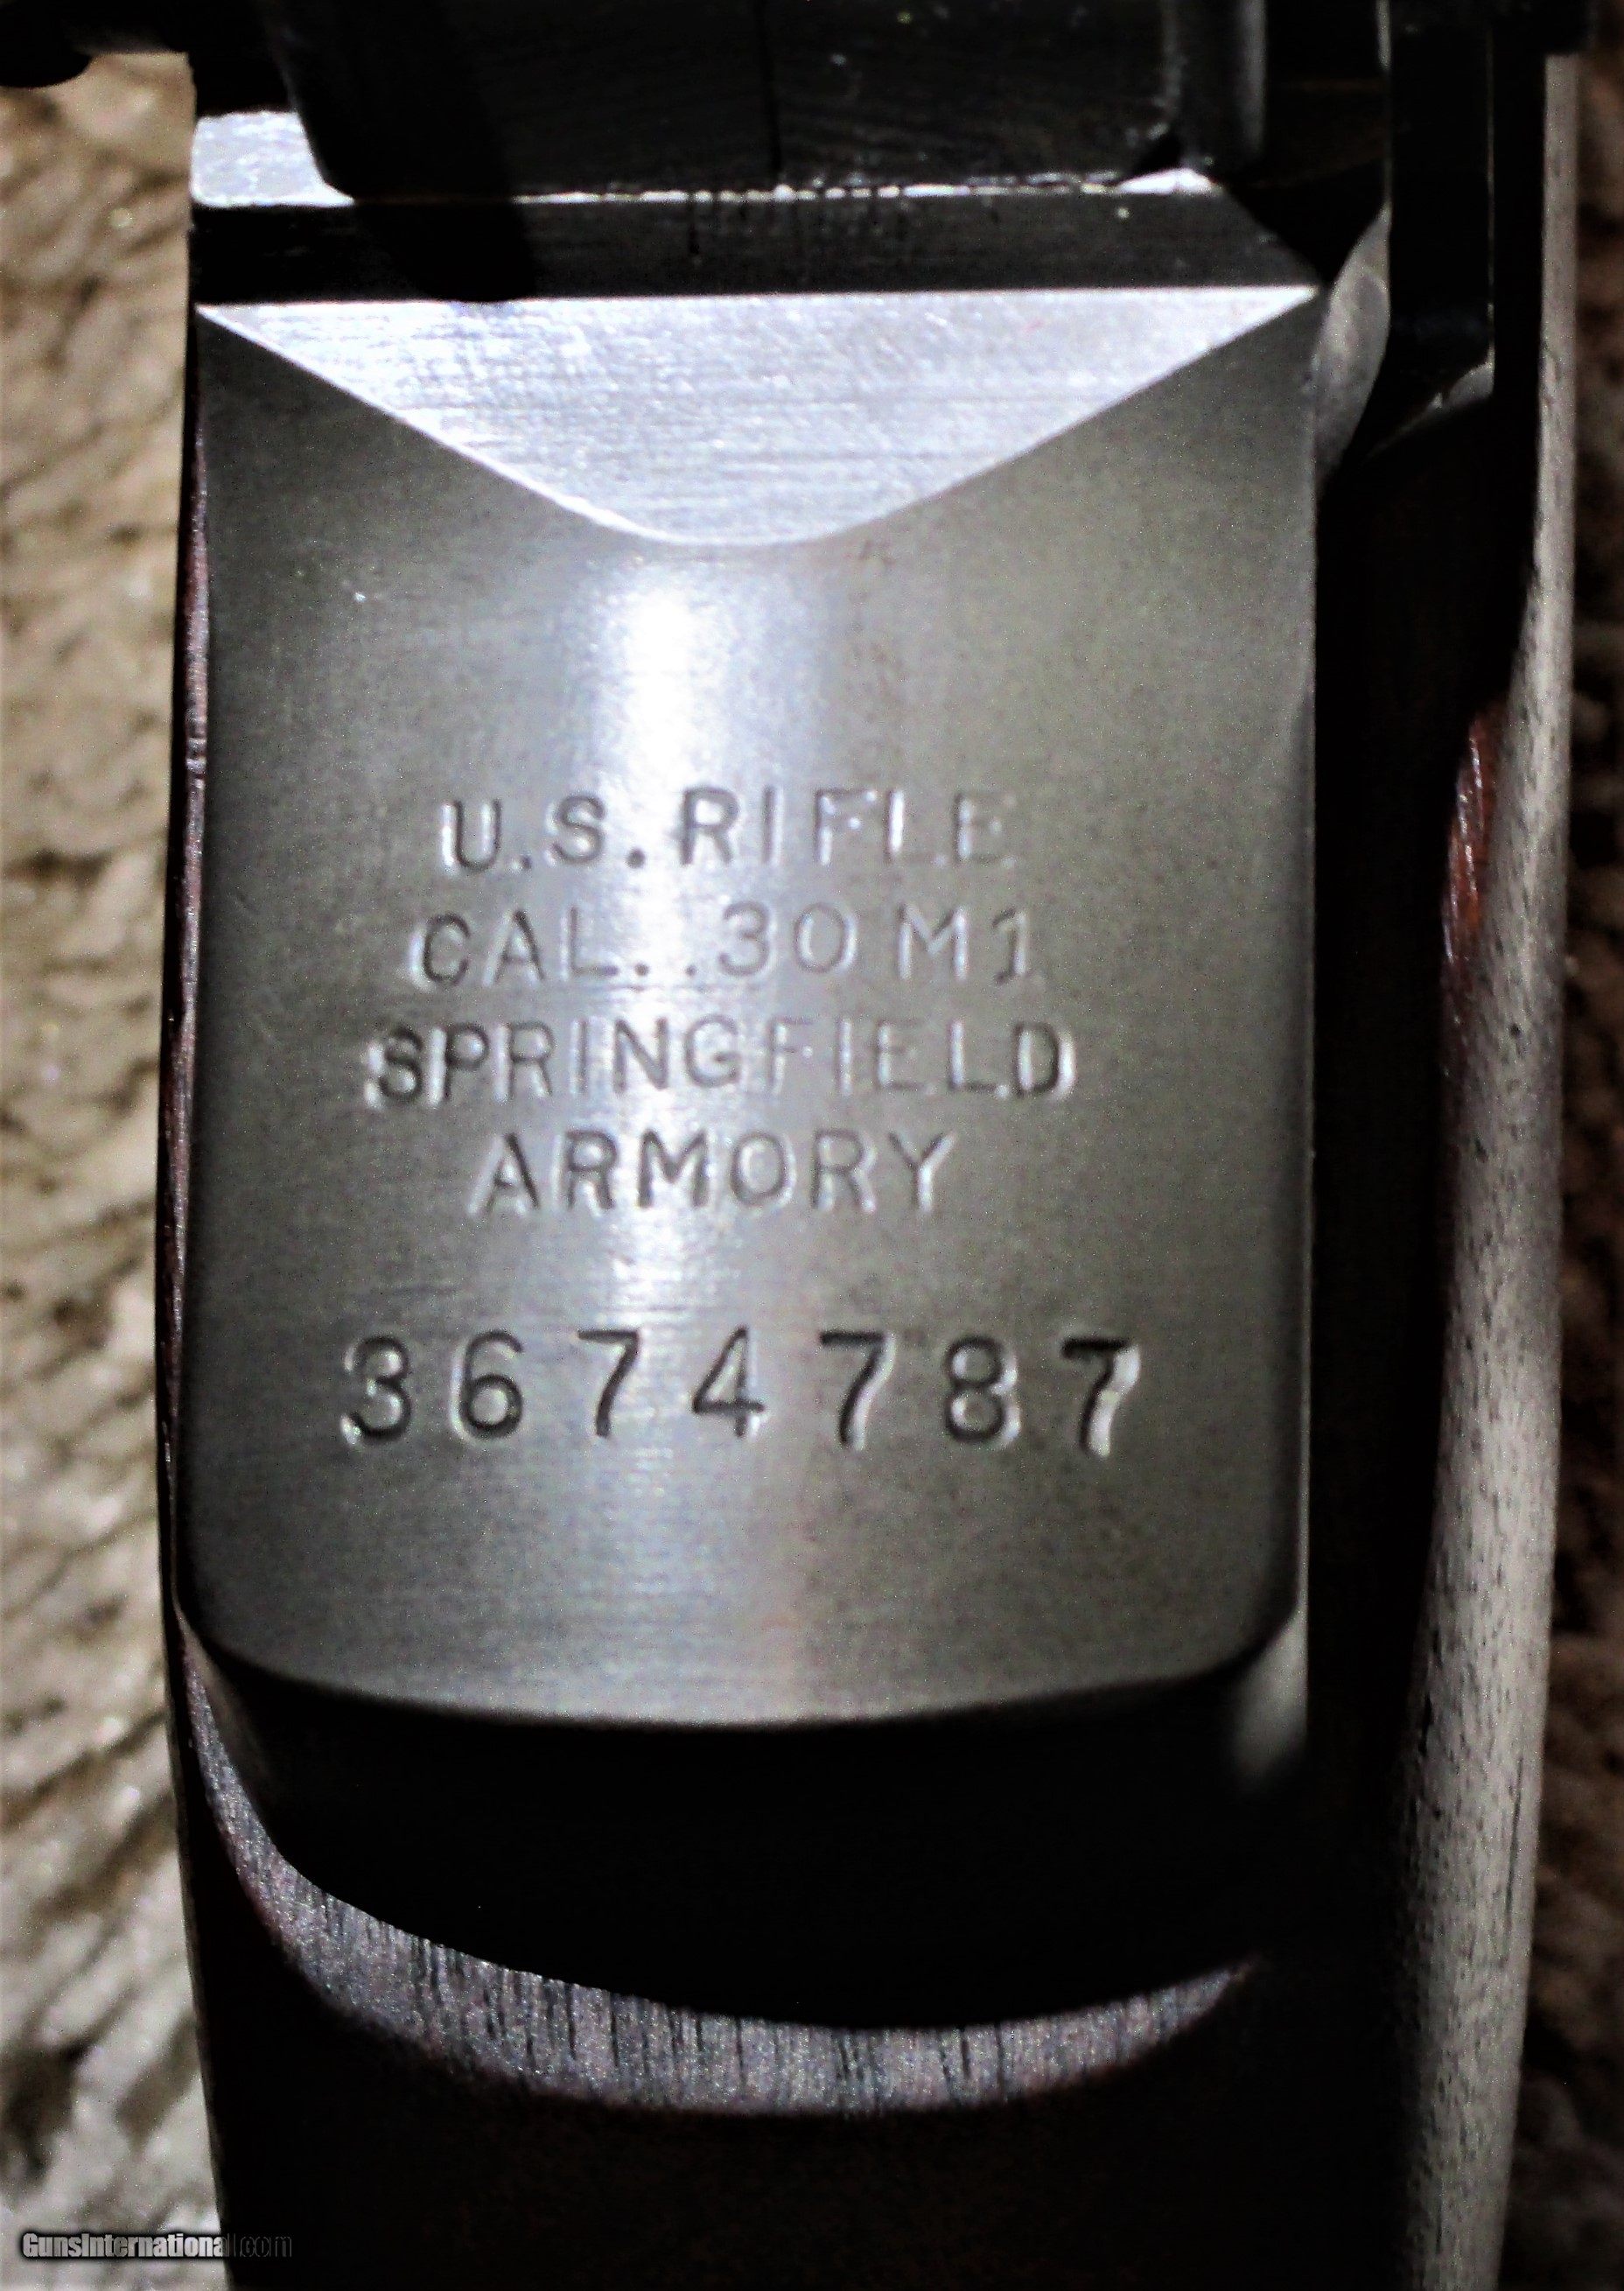 U.S. RIFLE
CAL. .30 M1
SPRINGFIELD
ARMORY
3674787
GunsInternational.com